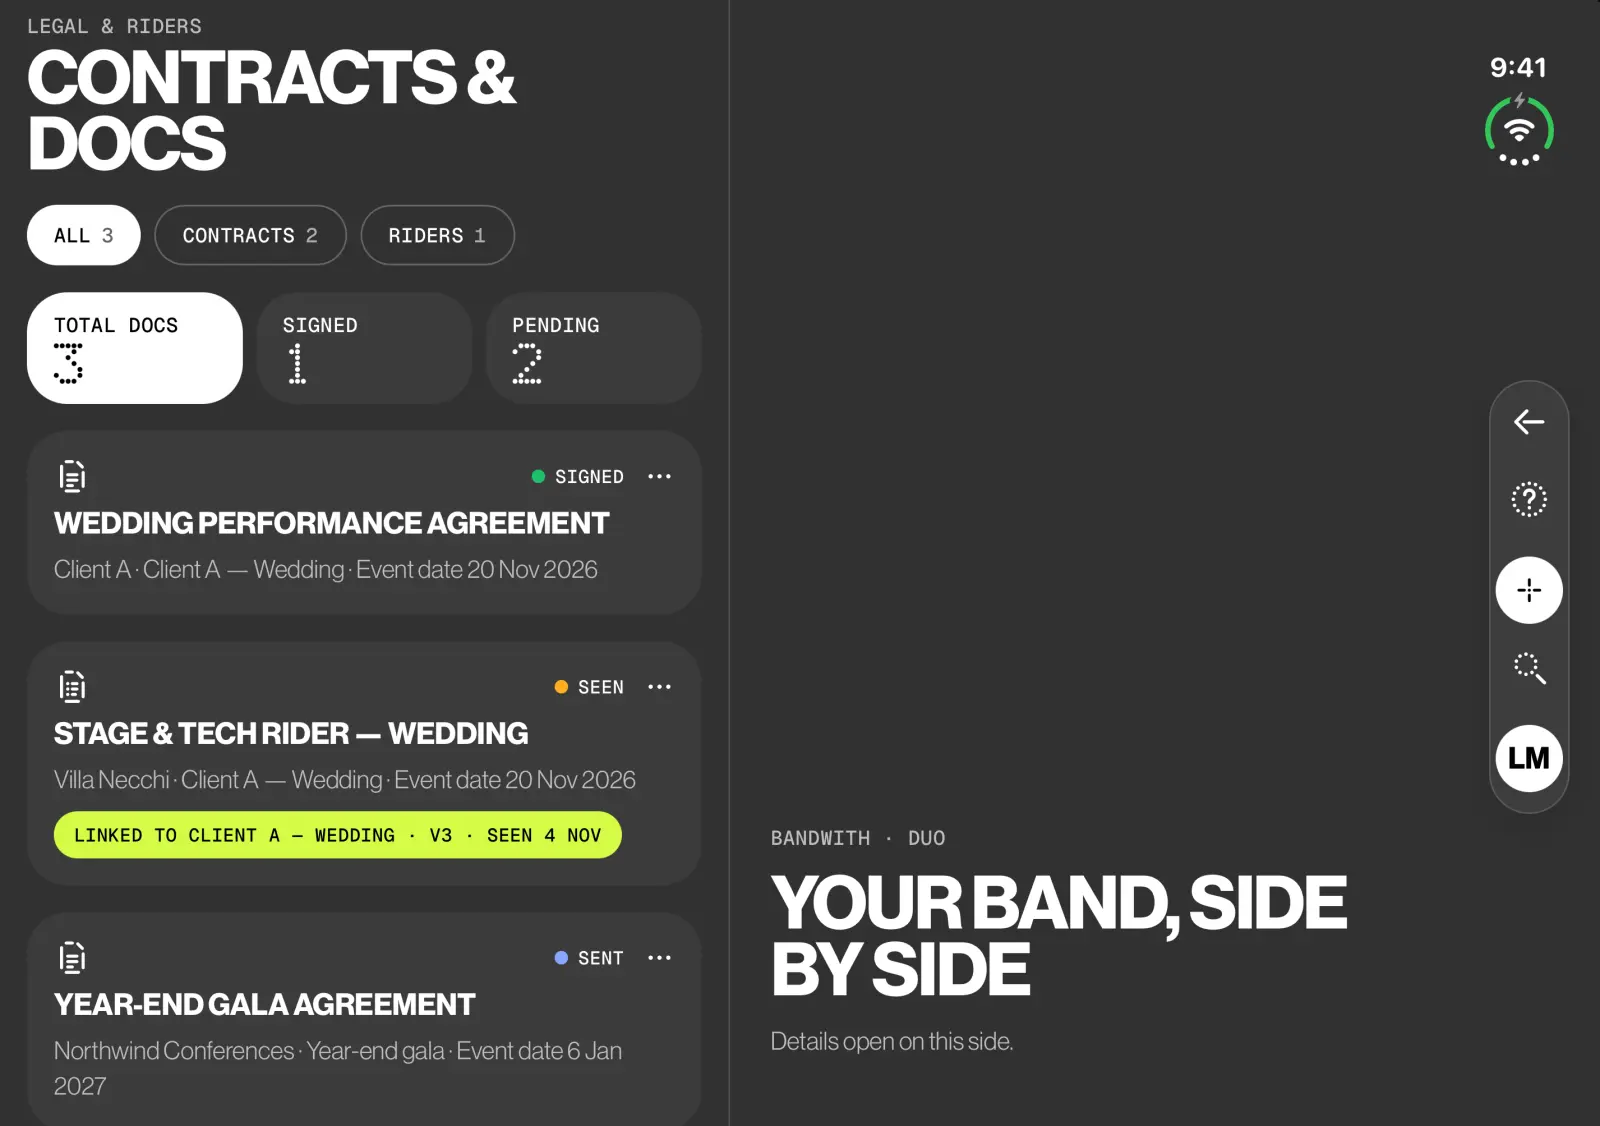 LEGAL & RIDERS
CONTRACTS &
DOCS
ALL 3
CONTRACTS 2
RIDERS 1
TOTAL DOCS
3
SIGNED
1
PENDING
2
SIGNED
WEDDING PERFORMANCE AGREEMENT
Client A · Client A — Wedding · Event date 20 Nov 2026
SEEN
STAGE & TECH RIDER — WEDDING
Villa Necchi · Client A — Wedding · Event date 20 Nov 2026
LINKED TO CLIENT A — WEDDING · V3 · SEEN 4 NOV
SENT
YEAR-END GALA AGREEMENT
Northwind Conferences · Year-end gala · Event date 6 Jan
2027
9:41
LM
BANDWITH · DUO
YOUR BAND, SIDE
BY SIDE
Details open on this side.